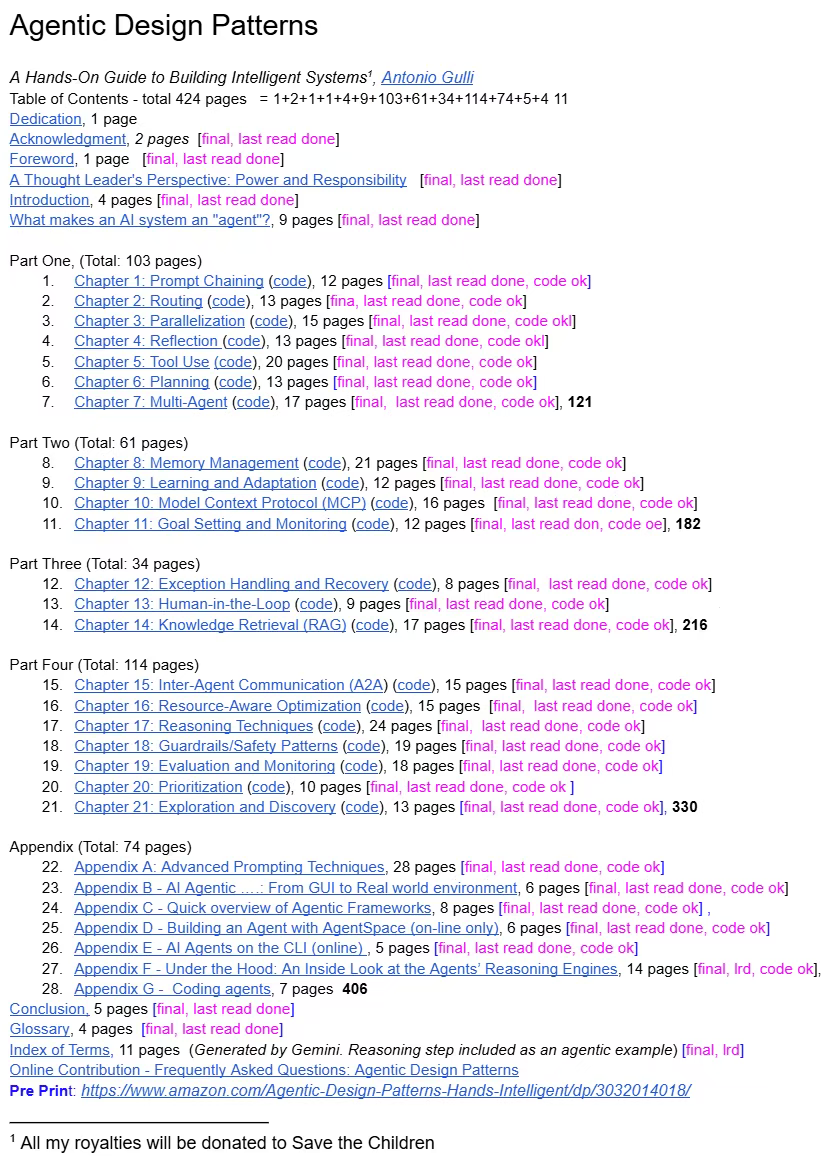 Agentic Design Patterns
A Hands-On Guide to Building Intelligent Systems¹, Antonio Gulli
Table of Contents - total 424 pages = 1+2+1+1+4+9+103+61+34+114+74+5+4 11
Dedication, 1 page
Acknowledgment, 2 pages [final, last read done]
Foreword, 1 page [final, last read done]
A Thought Leader's Perspective: Power and Responsibility [final, last read done]
Introduction, 4 pages [final, last read done]
What makes an AI system an "agent"?, 9 pages [final, last read done]
Part One, (Total: 103 pages)
1. Chapter 1: Prompt Chaining (code), 12 pages [final, last read done, code ok]
2. Chapter 2: Routing (code), 13 pages [fina, last read done, code ok]
3. Chapter 3: Parallelization (code), 15 pages [final, last read done, code okl]
4. Chapter 4: Reflection (code), 13 pages [final, last read done, code okl]
5. Chapter 5: Tool Use (code), 20 pages [final, last read done, code ok]
6. Chapter 6: Planning (code), 13 pages [final, last read done, code ok]
7. Chapter 7: Multi-Agent (code), 17 pages [final, last read done, code ok], 121
Part Two (Total: 61 pages)
8. Chapter 8: Memory Management (code), 21 pages [final, last read done, code ok]
9. Chapter 9: Learning and Adaptation (code), 12 pages [final, last read done, code ok]
10. Chapter 10: Model Context Protocol (MCP) (code), 16 pages [final, last read done, code ok]
11. Chapter 11: Goal Setting and Monitoring (code), 12 pages [final, last read don, code oe], 182
Part Three (Total: 34 pages)
12. Chapter 12: Exception Handling and Recovery (code), 8 pages [final, last read done, code ok]
13. Chapter 13: Human-in-the-Loop (code), 9 pages [final, last read done, code ok]
14. Chapter 14: Knowledge Retrieval (RAG) (code), 17 pages [final, last read done, code ok], 216
Part Four (Total: 114 pages)
15. Chapter 15: Inter-Agent Communication (A2A) (code), 15 pages [final, last read done, code ok]
16. Chapter 16: Resource-Aware Optimization (code), 15 pages [final, last read done, code ok]
17. Chapter 17: Reasoning Techniques (code), 24 pages [final, last read done, code ok]
18. Chapter 18: Guardrails/Safety Patterns (code), 19 pages [final, last read done, code ok]
19. Chapter 19: Evaluation and Monitoring (code), 18 pages [final, last read done, code ok]
20. Chapter 20: Prioritization (code), 10 pages [final, last read done, code ok ]
21. Chapter 21: Exploration and Discovery (code), 13 pages [final, last read done, code ok], 330
Appendix (Total: 74 pages)
22. Appendix A: Advanced Prompting Techniques, 28 pages [final, last read done, code ok]
23. Appendix B - AI Agentic ….: From GUI to Real world environment, 6 pages [final, last read done, code ok]
24. Appendix C - Quick overview of Agentic Frameworks, 8 pages [final, last read done, code ok] ,
25. Appendix D - Building an Agent with AgentSpace (on-line only), 6 pages [final, last read done, code ok]
26. Appendix E - AI Agents on the CLI (online) , 5 pages [final, last read done, code ok]
27. Appendix F - Under the Hood: An Inside Look at the Agents’ Reasoning Engines, 14 pages [final, lrd, code ok],
28. Appendix G - Coding agents, 7 pages 406
Conclusion, 5 pages [final, last read done]
Glossary, 4 pages [final, last read done]
Index of Terms, 11 pages (Generated by Gemini. Reasoning step included as an agentic example) [final, lrd]
Online Contribution - Frequently Asked Questions: Agentic Design Patterns
Pre Print: https://www.amazon.com/Agentic-Design-Patterns-Hands-Intelligent/dp/3032014018/
¹ All my royalties will be donated to Save the Children